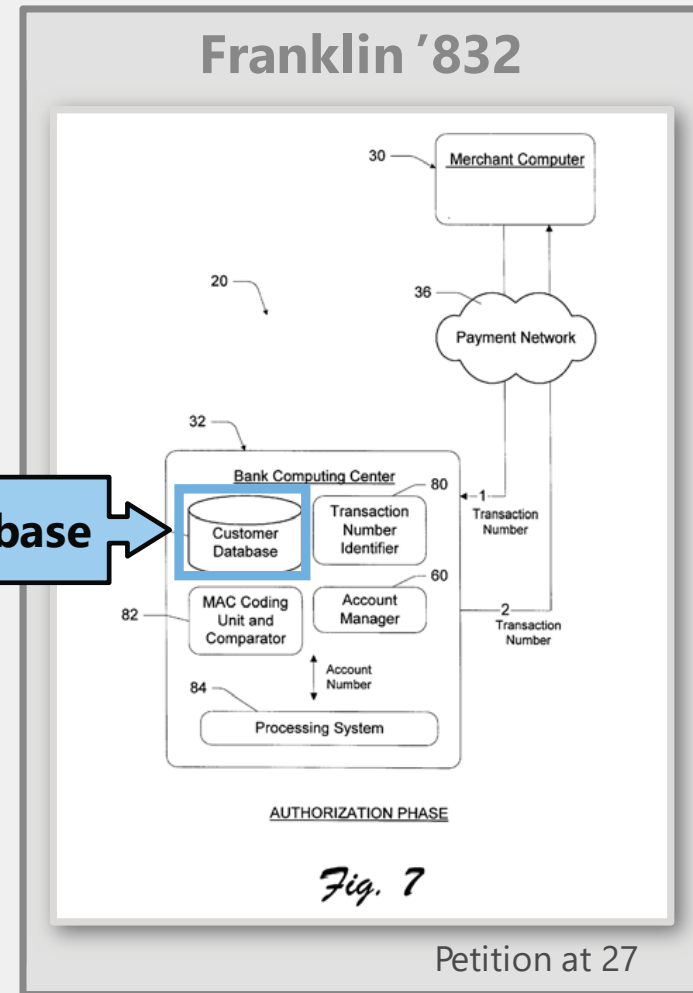 Franklin ’832
30
Merchant Computer
20
36
Payment Network
32
Bank Computing Center
80
1
Transaction
Number
Customer
Database
Transaction
Number
Identifier
base
60
82
MAC Coding
Unit and
Comparator
Account
Manager
2
Transaction
Number
Account
Number
84
Processing System
AUTHORIZATION PHASE
Fig. 7
Petition at 27